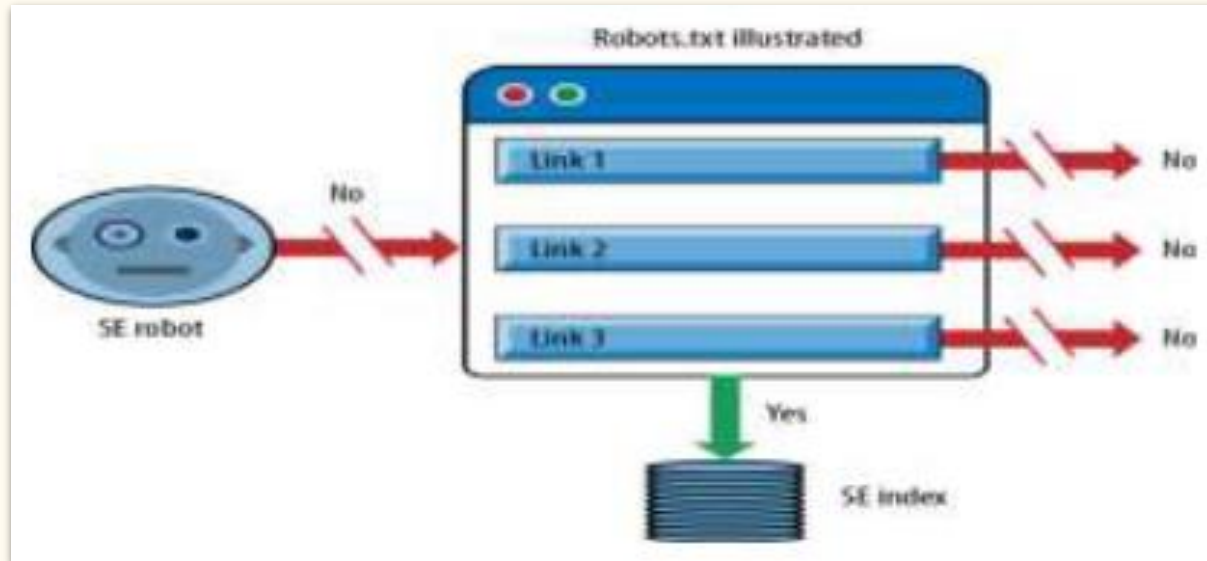 Robots.txt illustrated
Link 1
No
No
Link 2
No
SE robot
Link 3
No
Yes
SE index